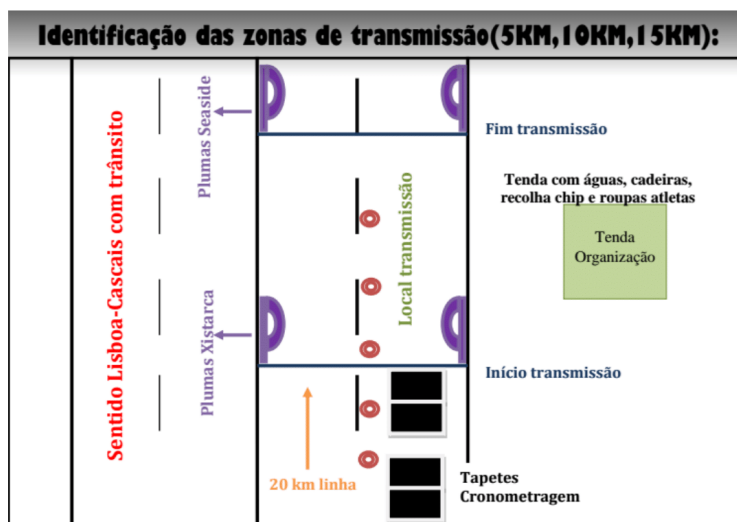 Identificação das zonas de transmissão(5KM,10KM,15KM):
Sentido Lisboa-Cascais com trânsito
Plumas Seaside
Plumas Xistarca
Local transmissão
Fim transmissão
Tenda com águas, cadeiras,
recolha chip e roupas atletas
Tenda
Organização
Início transmissão
20 km linha
Tapetes
Cronometragem